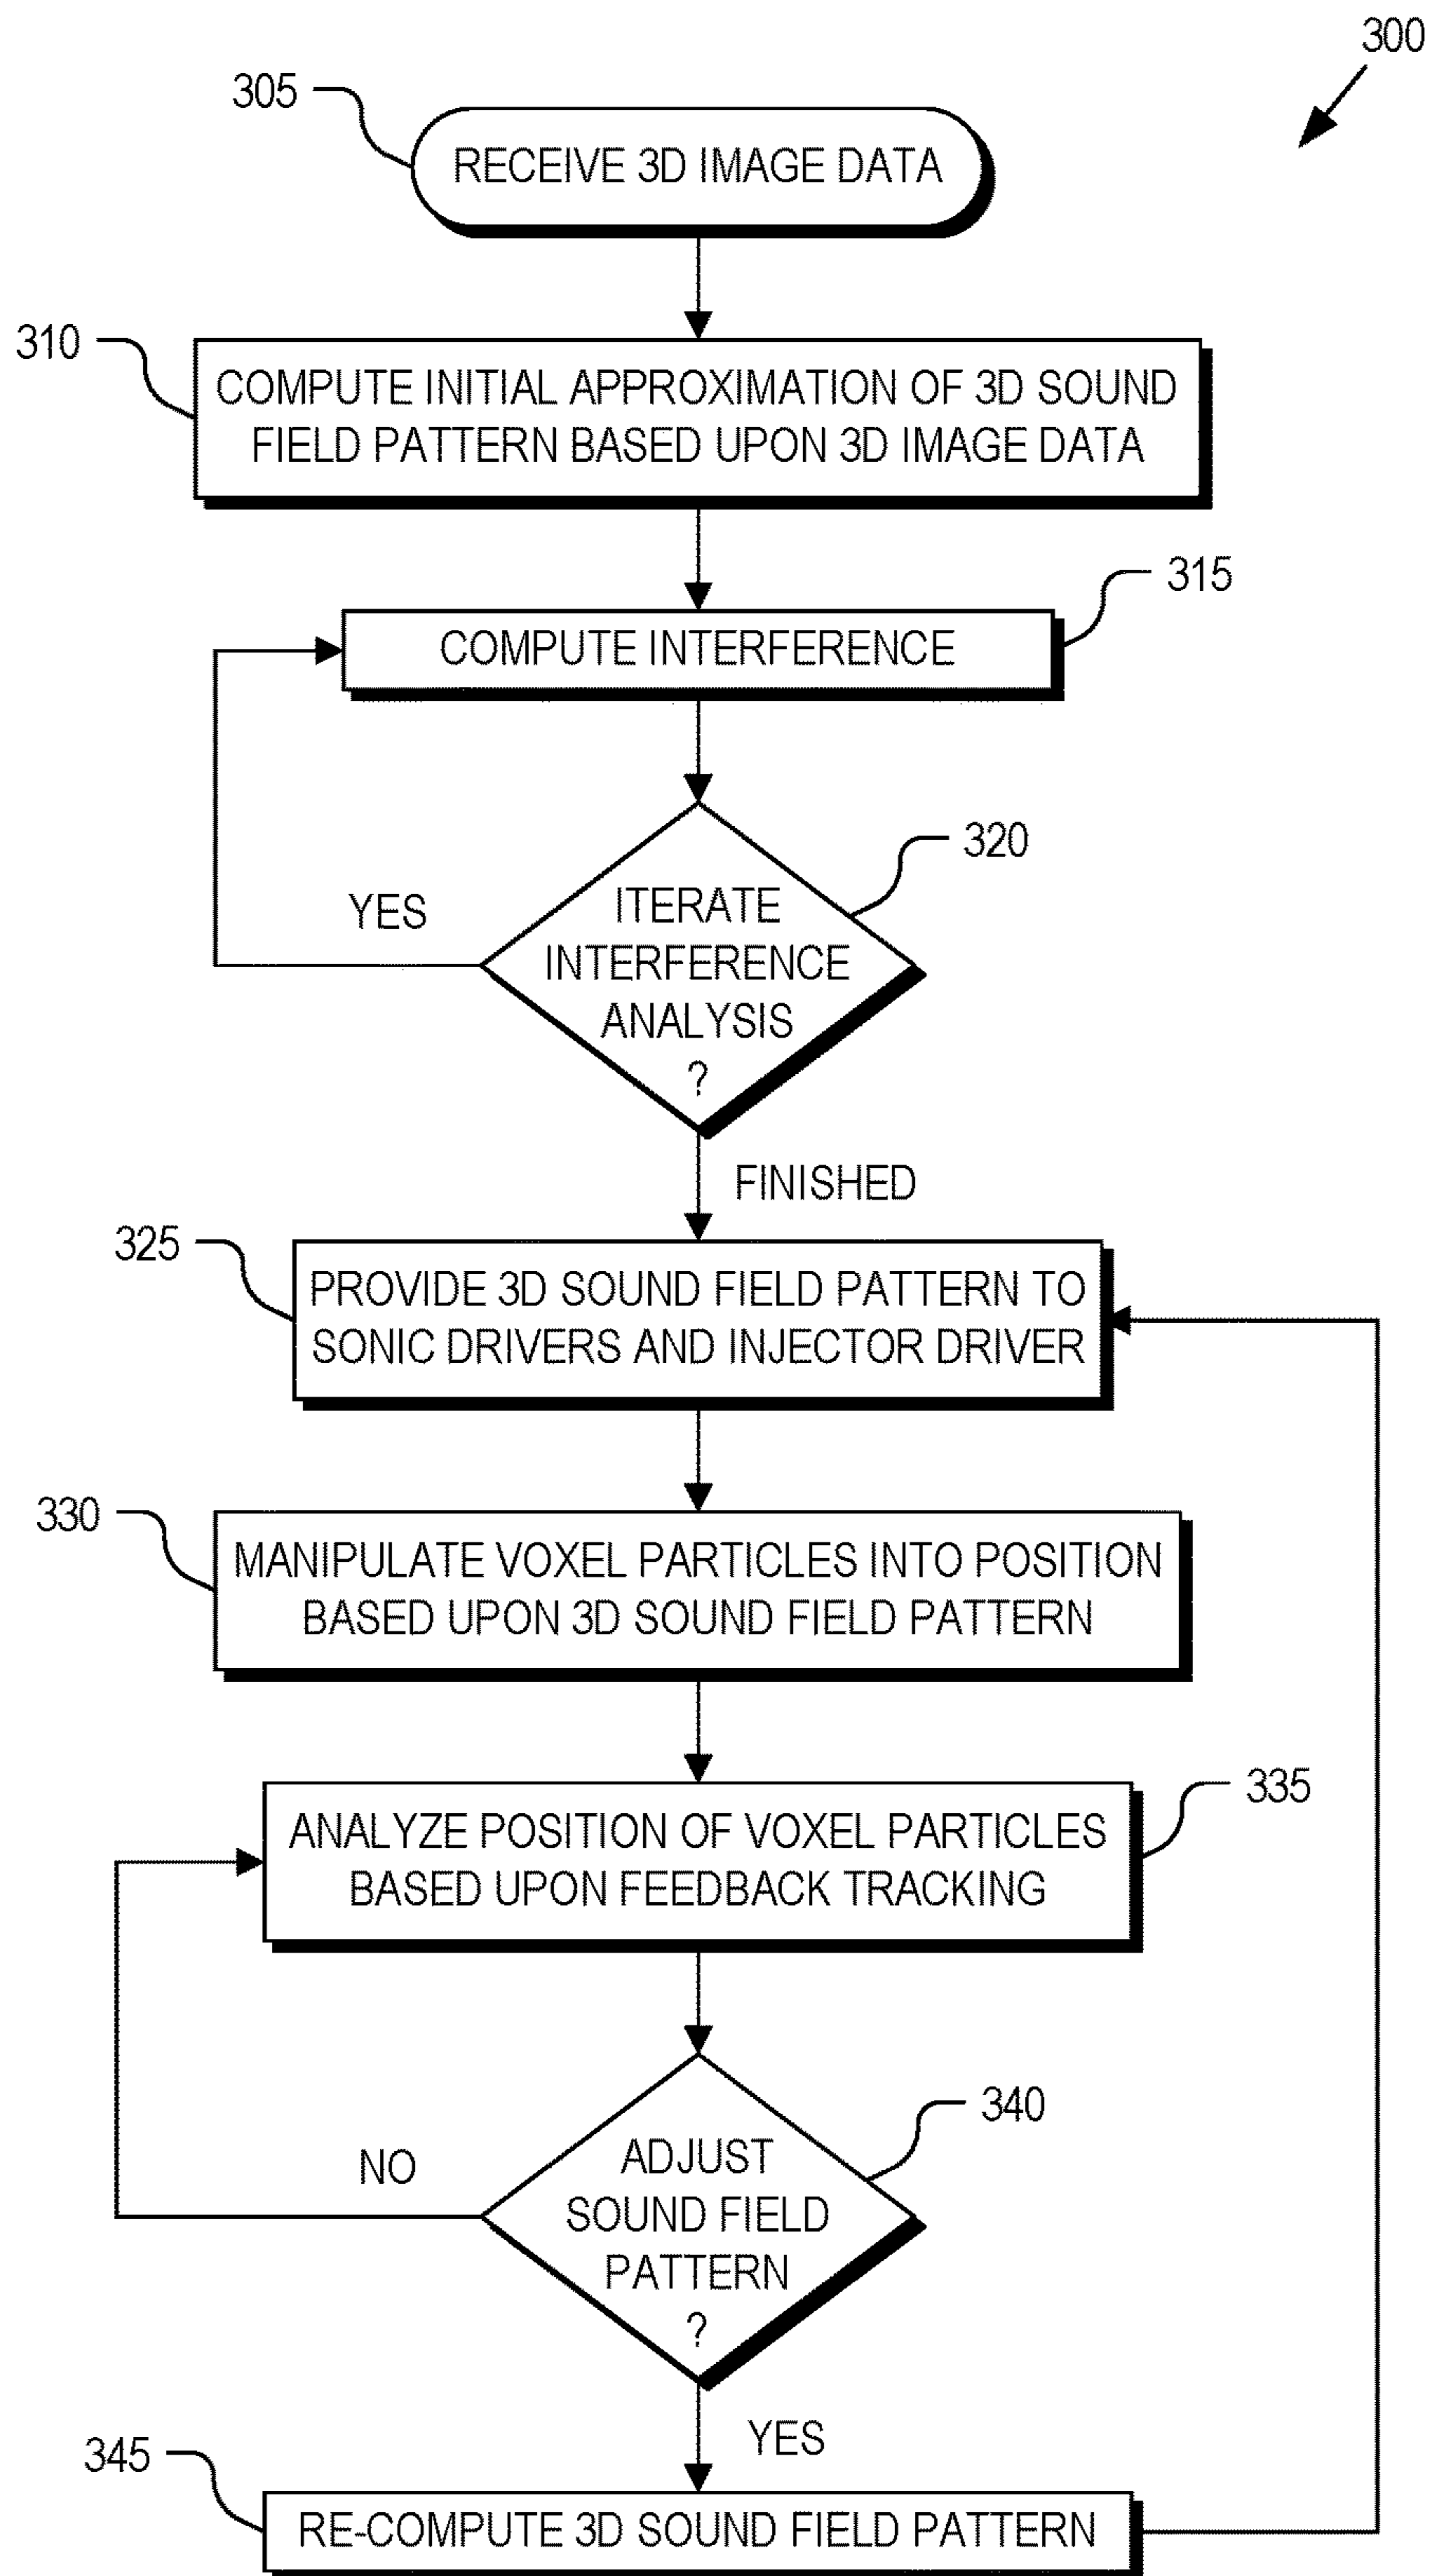 300
305
RECEIVE 3D IMAGE DATA
310
COMPUTE INITIAL APPROXIMATION OF 3D SOUND
FIELD PATTERN BASED UPON 3D IMAGE DATA
315
COMPUTE INTERFERENCE
320
YES
ITERATE
INTERFERENCE
ANALYSIS
?
FINISHED
325
PROVIDE 3D SOUND FIELD PATTERN TO
SONIC DRIVERS AND INJECTOR DRIVER
330
MANIPULATE VOXEL PARTICLES INTO POSITION
BASED UPON 3D SOUND FIELD PATTERN
335
ANALYZE POSITION OF VOXEL PARTICLES
BASED UPON FEEDBACK TRACKING
340
NO
ADJUST
SOUND FIELD
PATTERN
?
YES
345
RE-COMPUTE 3D SOUND FIELD PATTERN